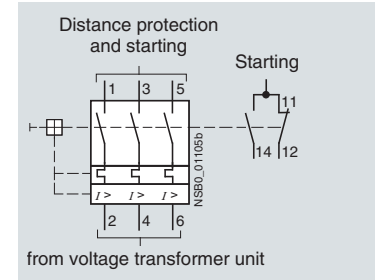 Distance protection
and starting
Starting
1 3 5
11
14 12
I > I > I >
2 4 6
NSB0_01105b
from voltage transformer unit